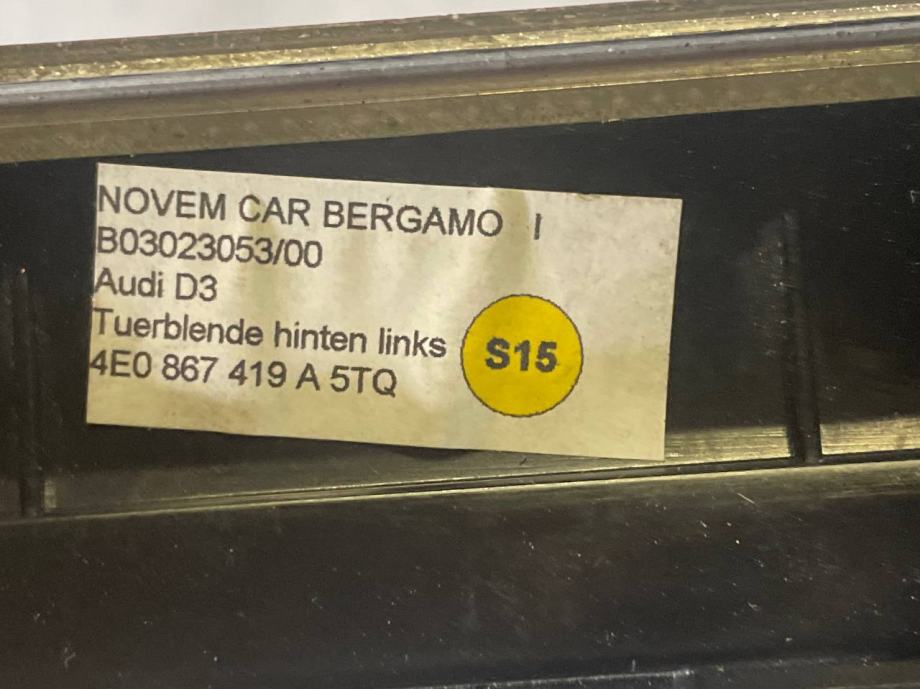 NOVEM CAR BERGAMO I
B03023053/00
Audi D3
Tuerblende hinten links
4E0 867 419 A 5TQ
S15